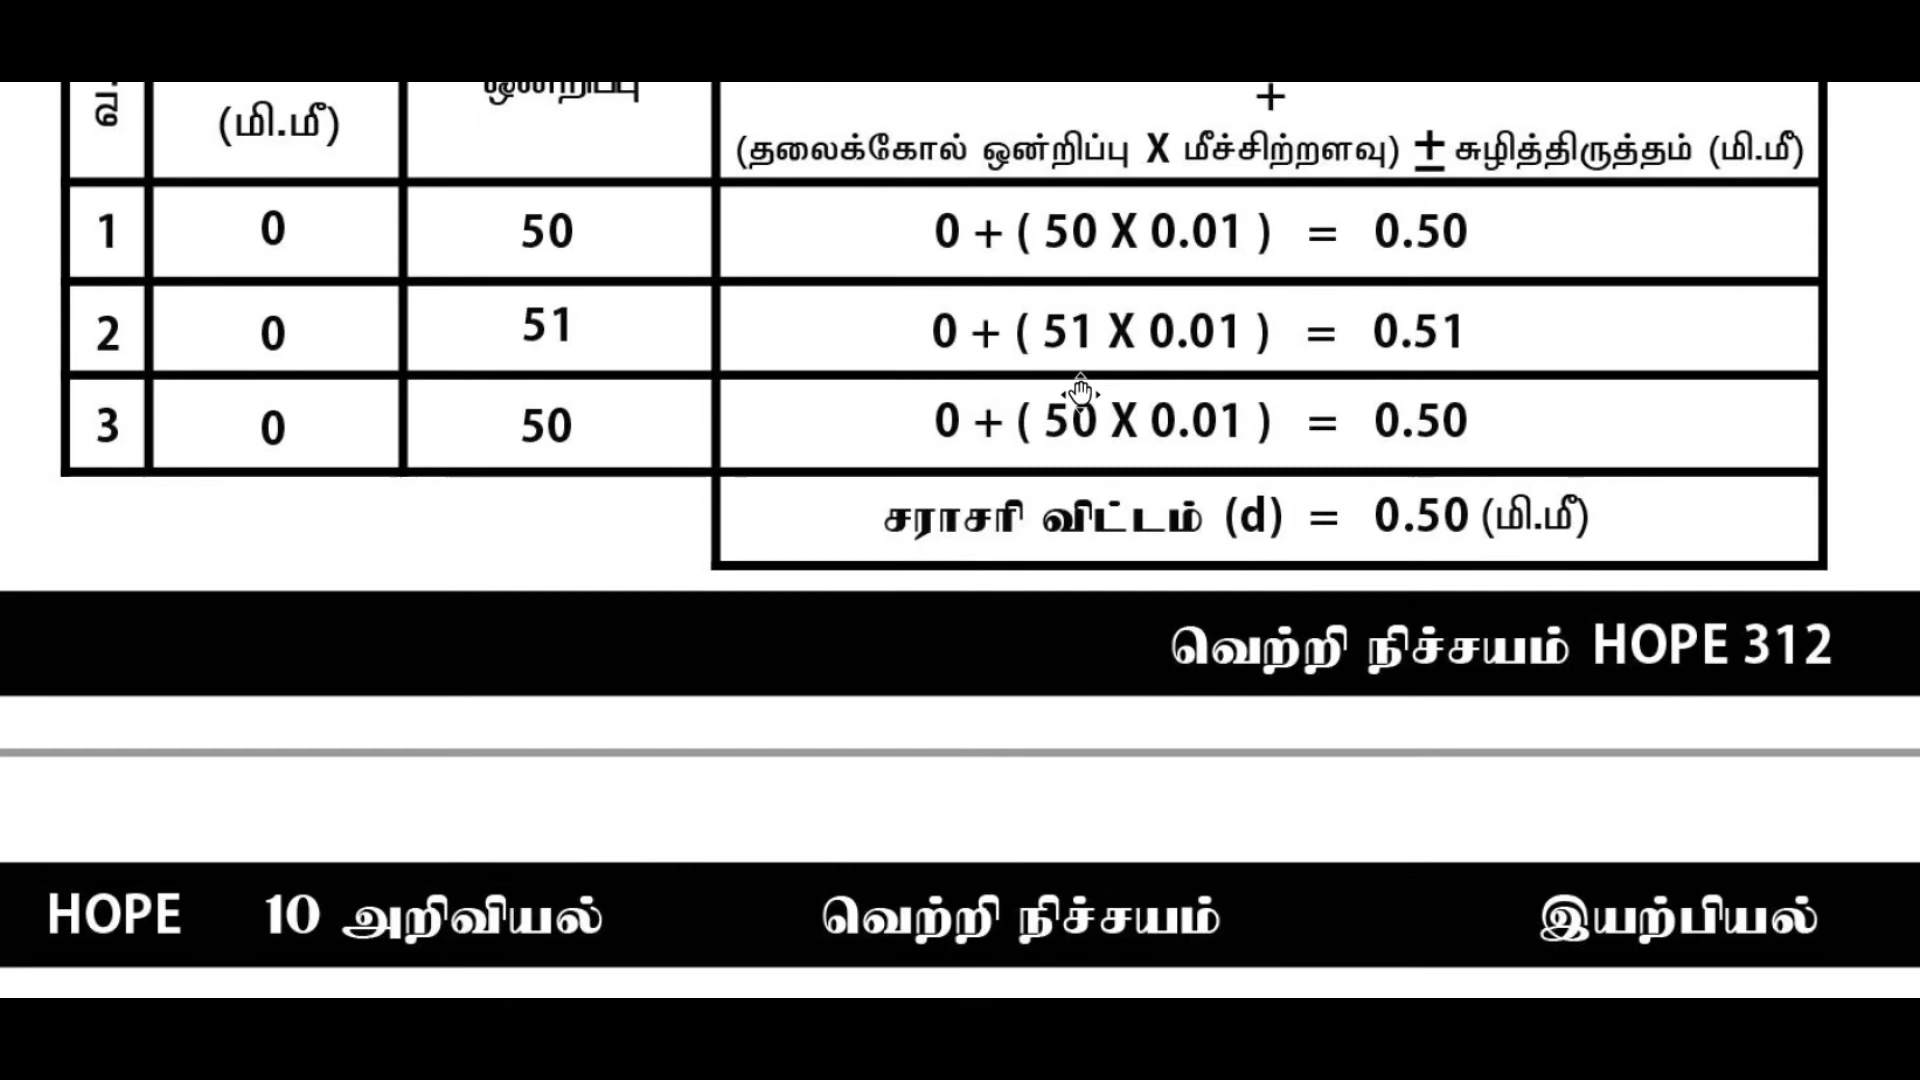 வ.
(மி.மீ)
ஒன்றிப்பு
+
(தலைக்கோல் ஒன்றிப்பு X மீச்சிற்றளவு) ± சுழித்திருத்தம் (மி.மீ)
1 0 50 0 + ( 50 X 0.01 ) = 0.50
2 0 51 0 + ( 51 X 0.01 ) = 0.51
3 0 50 0 + ( 50 X 0.01 ) = 0.50
சராசரி விட்டம் (d) = 0.50 (மி.மீ)
வெற்றி நிச்சயம் HOPE 312
HOPE 10 அறிவியல் வெற்றி நிச்சயம் இயற்பியல்